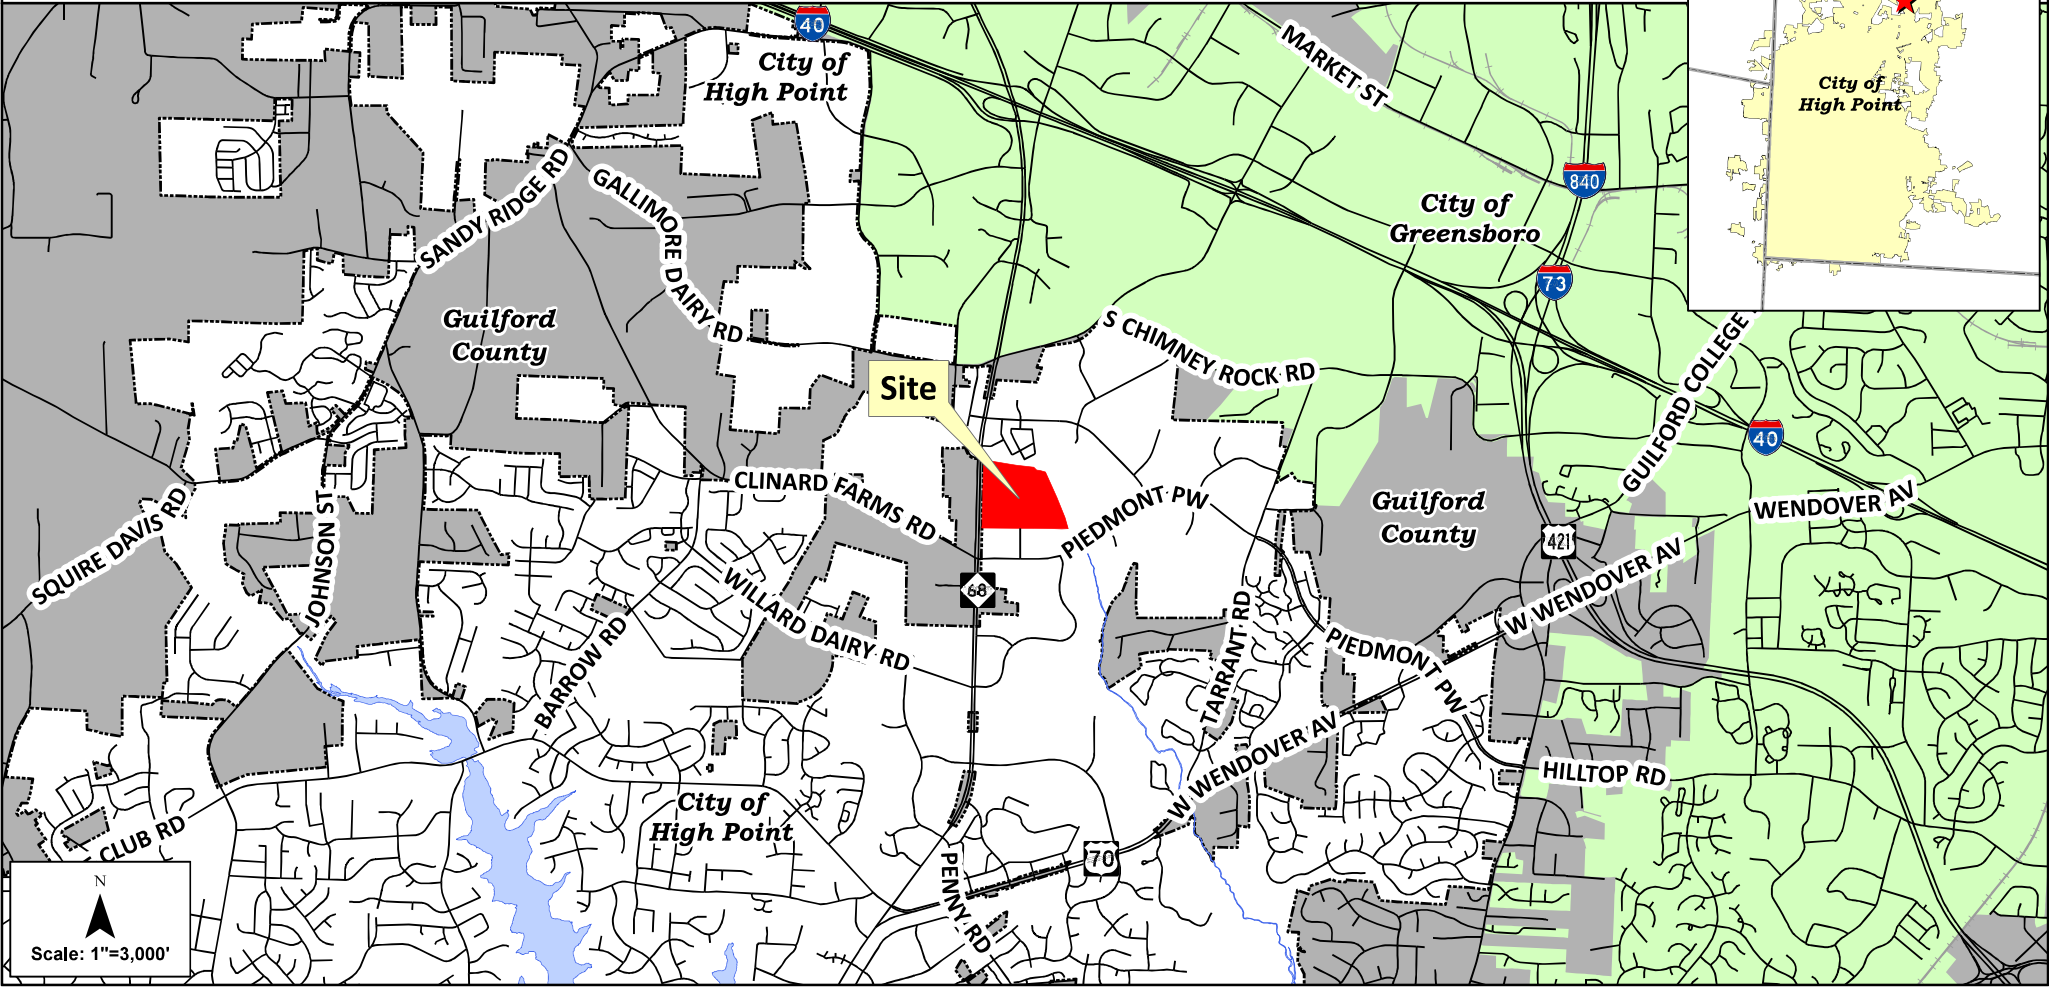 40
City of
High Point
MARKET ST
City of
High Point
840
SANDY RIDGE RD
GALLIMORE DAIRY RD
City of
Greensboro
73
Guilford
County
S CHIMNEY ROCK RD
GUILFORD COLLEGE
Site
40
CLINARD FARMS RD
PIEDMONT PW
Guilford
County
WENDOVER AV
SQUIRE DAVIS RD
JOHNSON ST
421
68
WILLARD DAIRY RD
BARROW RD
TARRANT RD
W WENDOVER AV
PIEDMONT PW
W WENDOVER AV
HILLTOP RD
City of
High Point
CLUB RD
70
PENNY RD
N
Scale: 1"=3,000'